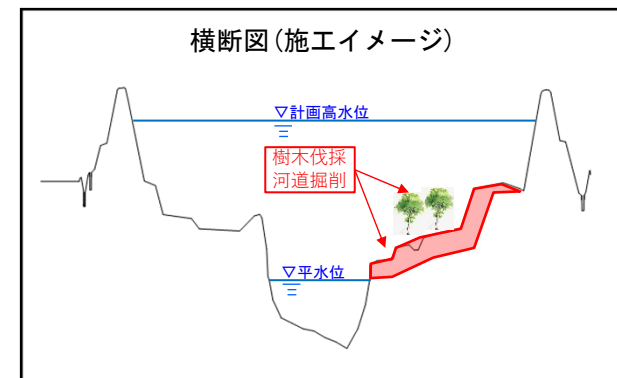 横断図(施工イメージ)
▽計画高水位
樹木伐採
河道掘削
▽平水位